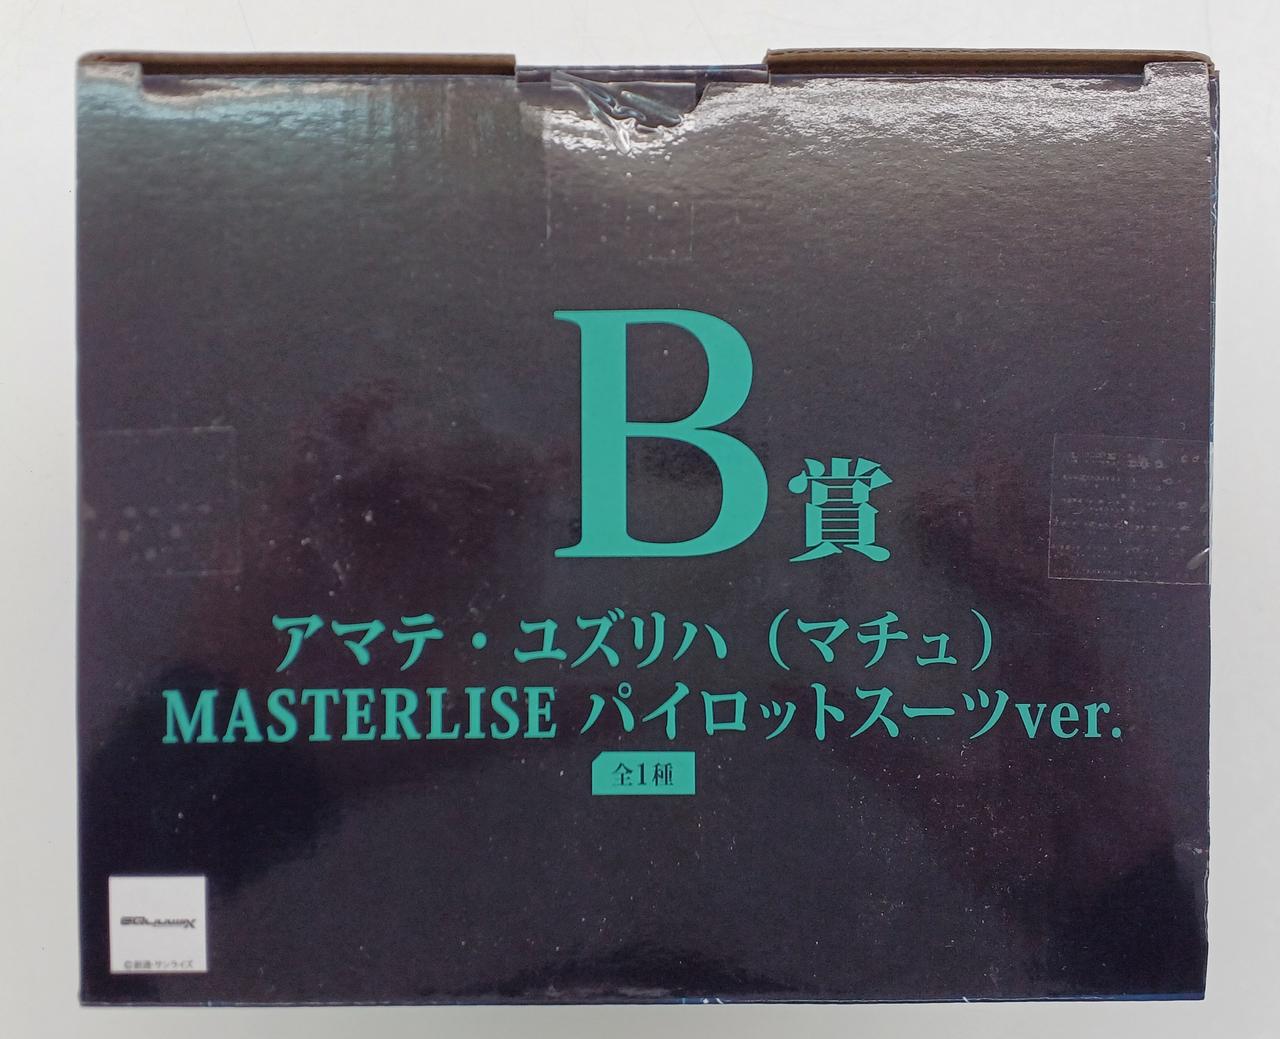 B賞
アマテ・ユズリハ（マチュ）
MASTERLISE パイロットスーツver.
全1種
©創通・サンライズ